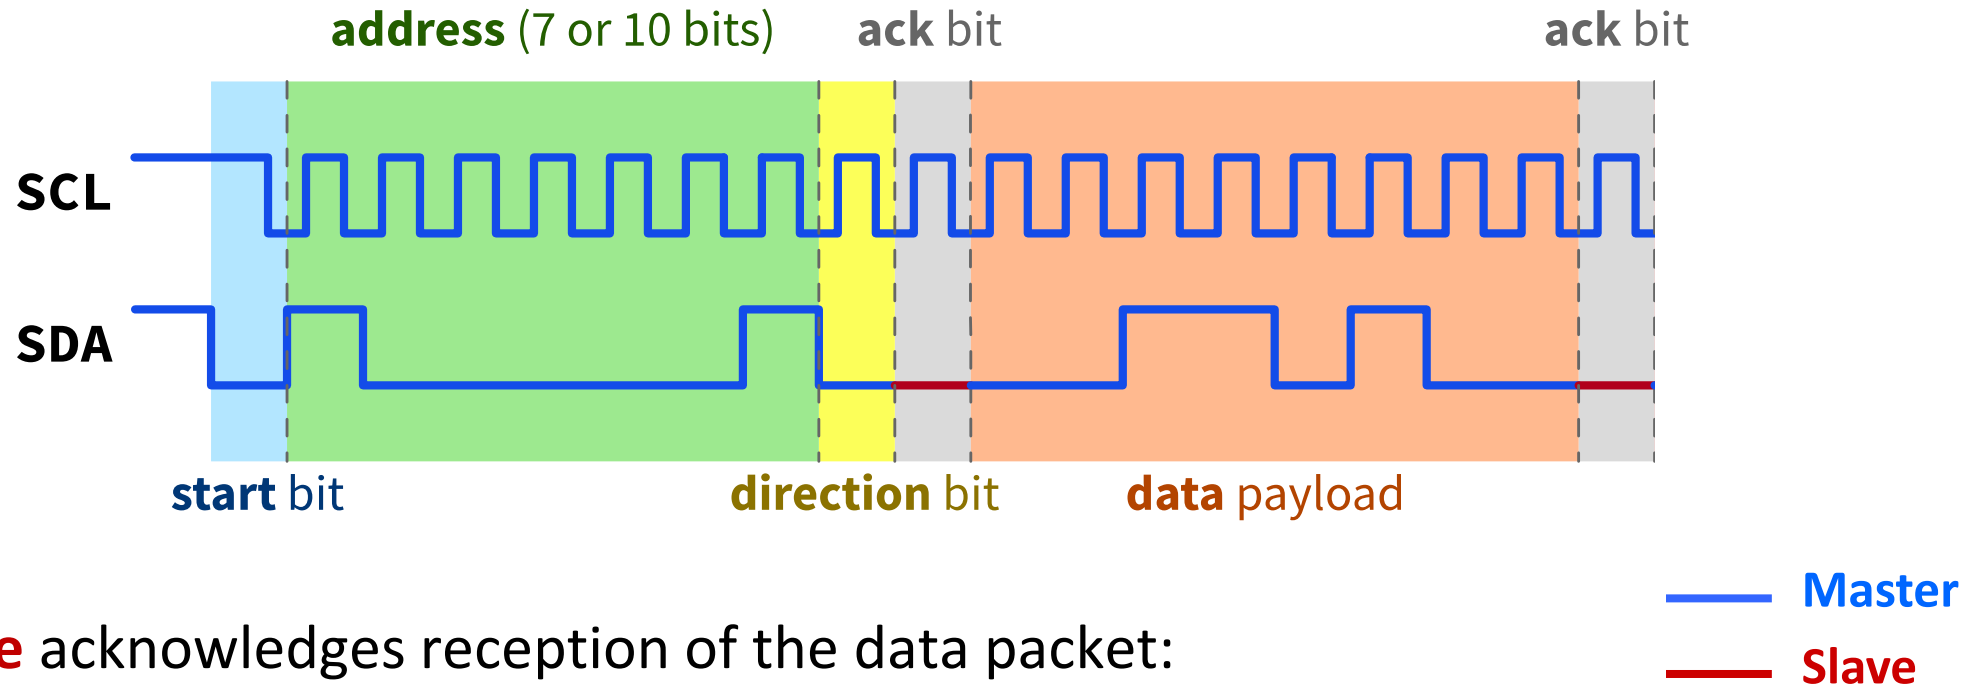 address (7 or 10 bits) ack bit ack bit
SCL
SDA
start bit direction bit data payload
Master
e acknowledges reception of the data packet:
Slave